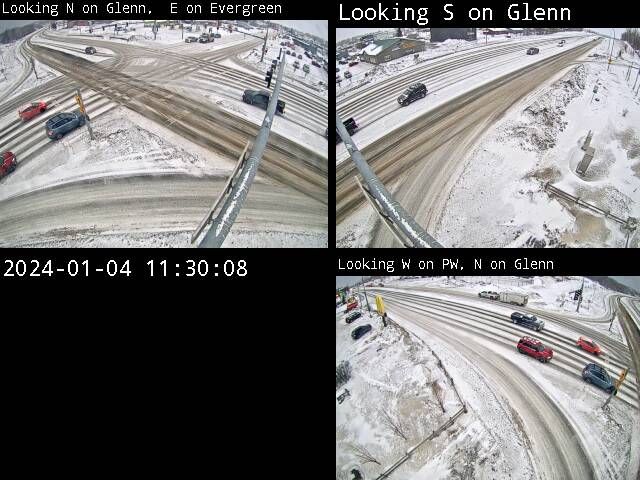 Looking N on Glenn,  E on Evergreen
Looking S on Glenn
2024-01-04 11:30:08
Looking W on PW, N on Glenn